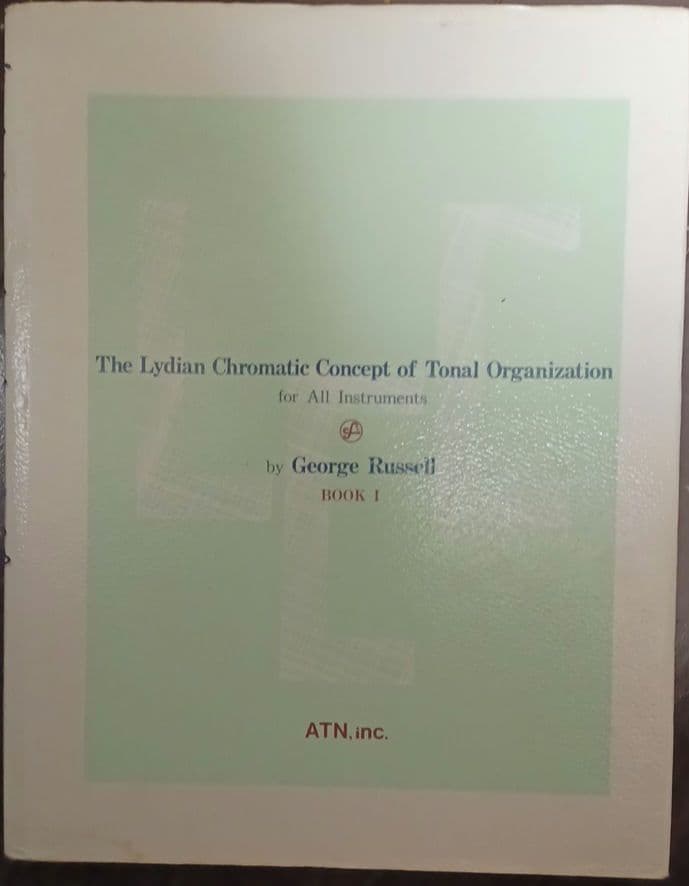 The Lydian Chromatic Concept of Tonal Organization
for All Instruments
by George Russell
BOOK I
ATN, inc.